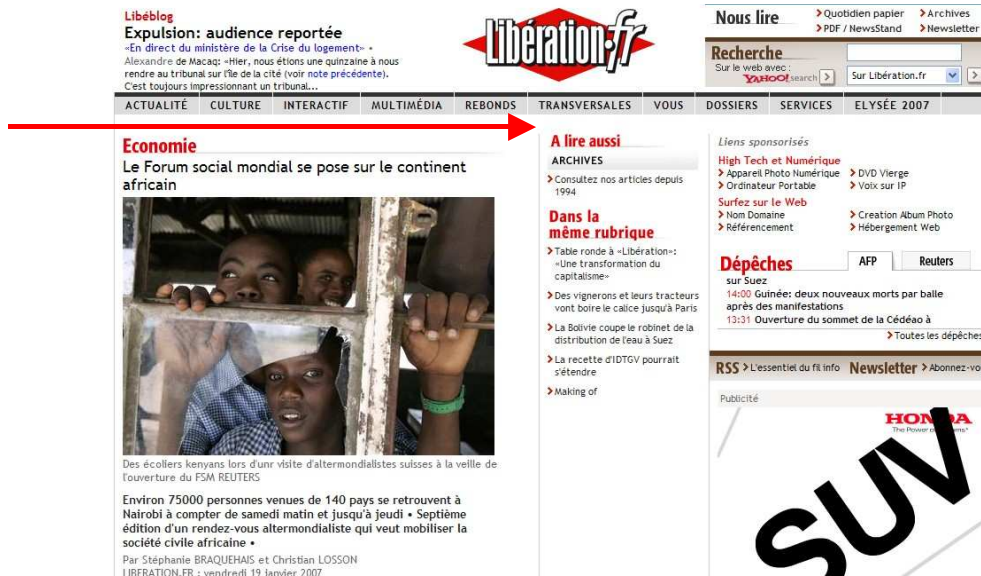 Libéblog
Expulsion: audience reportée
«En direct du ministère de la Crise du logement» •
Alexandre de Macaq: «Hier, nous étions une quinzaine à nous
rendre au tribunal sur l'île de la cité (voir note précédente).
C'est toujours impressionnant un tribunal...
Libération.fr
Nous lire
Quotidien papier
Archives
PDF / NewsStand
Newsletter
Recherche
Sur le web avec :
YAHOO! search
Sur Libération.fr
ACTUALITÉ CULTURE INTERACTIF MULTIMÉDIA REBONDS TRANSVERSALES VOUS DOSSIERS SERVICES ELYSÉE 2007
Economie
Le Forum social mondial se pose sur le continent
africain
Des écoliers kenyans lors d'unr visite d'altermondialistes suisses à la veille de
l'ouverture du FSM REUTERS
Environ 75000 personnes venues de 140 pays se retrouvent à
Nairobi à compter de samedi matin et jusqu'à jeudi • Septième
édition d'un rendez-vous altermondialiste qui veut mobiliser la
société civile africaine •
Par Stéphanie BRAQUEHAIS et Christian LOSSON
LIBERATION.FR : vendredi 19 janvier 2007
A lire aussi
ARCHIVES
Consultez nos articles depuis
1994
Dans la
même rubrique
Table ronde à «Libération»:
«Une transformation du
capitalisme»
Des vignerons et leurs tracteurs
vont boire le calice jusqu'à Paris
La Bolivie coupe le robinet de la
distribution de l'eau à Suez
La recette d'IDTGV pourrait
s'étendre
Making of
Liens sponsorisés
High Tech et Numérique
Appareil Photo Numérique
DVD Vierge
Ordinateur Portable
Voix sur IP
Surfez sur le Web
Nom Domaine
Creation Album Photo
Référencement
Hébergement Web
Dépêches
AFP
Reuters
sur Suez
14:00 Guinée: deux nouveaux morts par balle
après des manifestations
13:31 Ouverture du sommet de la Cédéao à
Toutes les dépêches
RSS L'essentiel du fil info Newsletter Abonnez-vo
Publicité
HONDA
The Power of
SUV